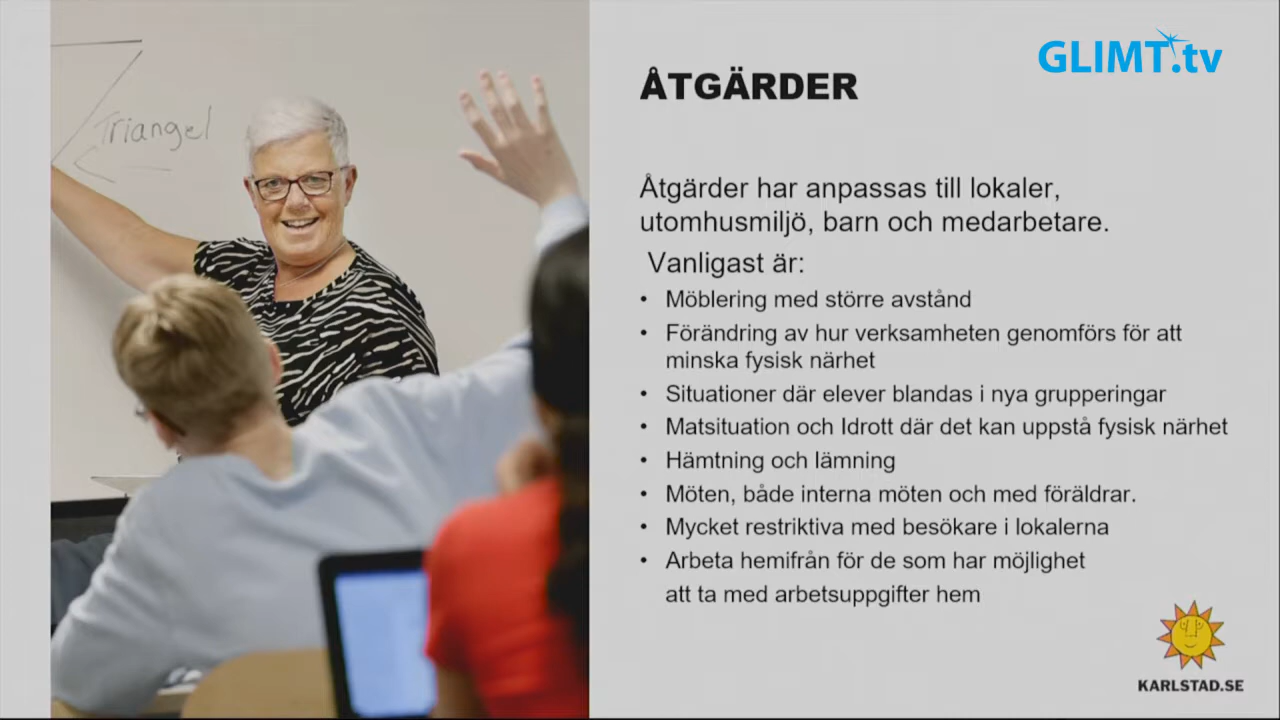 GLIMT.tv
ÅTGÄRDER
Triangel
Åtgärder har anpassas till lokaler,
utomhusmiljö, barn och medarbetare.
Vanligast är:
• Möblering med större avstånd
• Förändring av hur verksamheten genomförs för att
minska fysisk närhet
• Situationer där elever blandas i nya grupperingar
• Matsituation och Idrott där det kan uppstå fysisk närhet
• Hämtning och lämning
• Möten, både interna möten och med föräldrar.
• Mycket restriktiva med besökare i lokalerna
• Arbeta hemifrån för de som har möjlighet
att ta med arbetsuppgifter hem
KARLSTAD.SE